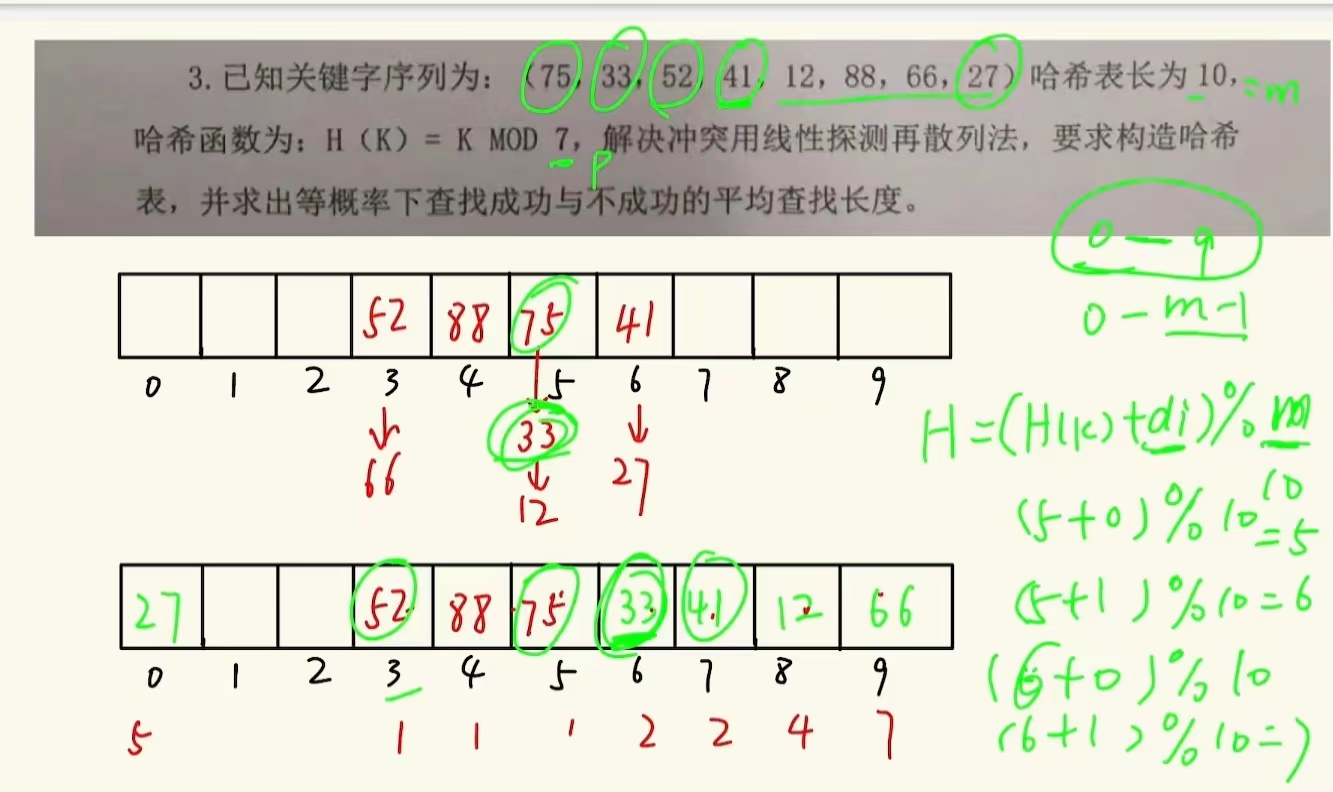 3.已知关键字序列为：（75，33，52，41，12，88，66，27）哈希表长为 10， =m
哈希函数为：H（K）= K MOD 7，解决冲突用线性探测再散列法，要求构造哈希
p
表，并求出等概率下查找成功与不成功的平均查找长度。
0 — 9
0 - m-1
52 88 75 41
0 1 2 3 4 5 6 7 8 9
33
66 27
12
H=(H(k)+di)%m
10
(5+0)%10=5
27 52 88 75 33 41 12 66
(5+1)%10=6
0 1 2 3 4 5 6 7 8 9
(6+0)%10
5 1 1 1 2 2 4 7
(6+1)%10=7